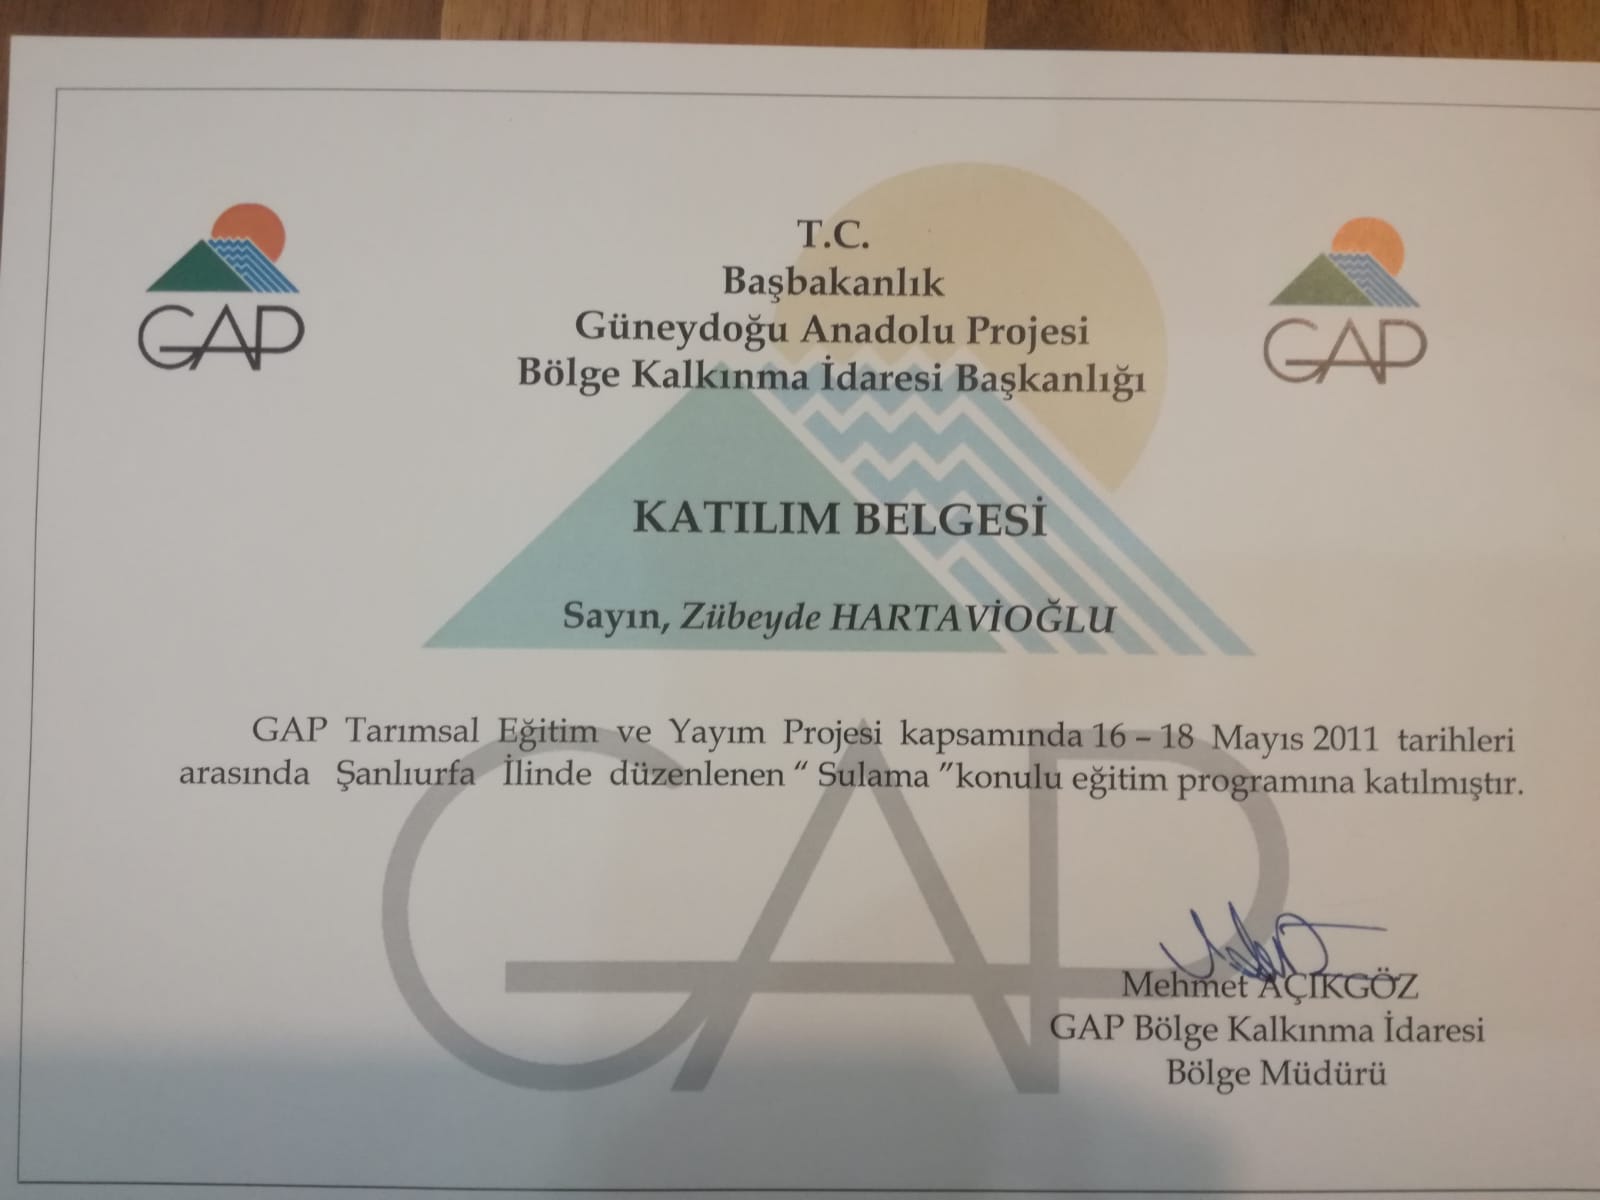 GAP
GAP
T.C.
Başbakanlık
Güneydoğu Anadolu Projesi
Bölge Kalkınma İdaresi Başkanlığı
KATILIM BELGESİ
Sayın, Zübeyde HARTAVİOĞLU
GAP Tarımsal Eğitim ve Yayım Projesi kapsamında 16 – 18 Mayıs 2011 tarihleri
arasında Şanlıurfa İlinde düzenlenen “ Sulama ”konulu eğitim programına katılmıştır.
GAP
Mehmet AÇIKGÖZ
GAP Bölge Kalkınma İdaresi
Bölge Müdürü